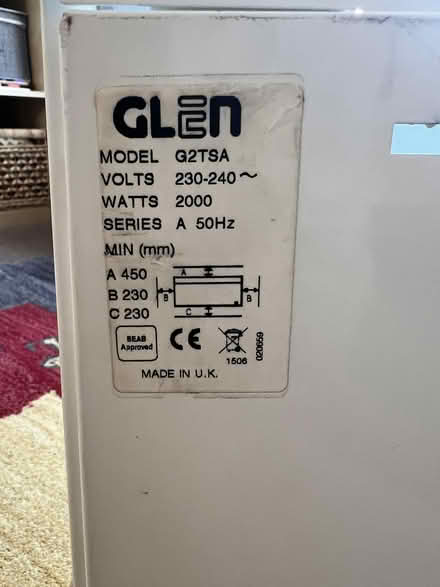 GLEN
MODEL G2TSA
VOLTS 230-240~
WATTS 2000
SERIES A 50Hz
MIN (mm)
A 450
B 230
C 230
A
B B
C
BEAB
Approved
CE
1506
020659
MADE IN U.K.